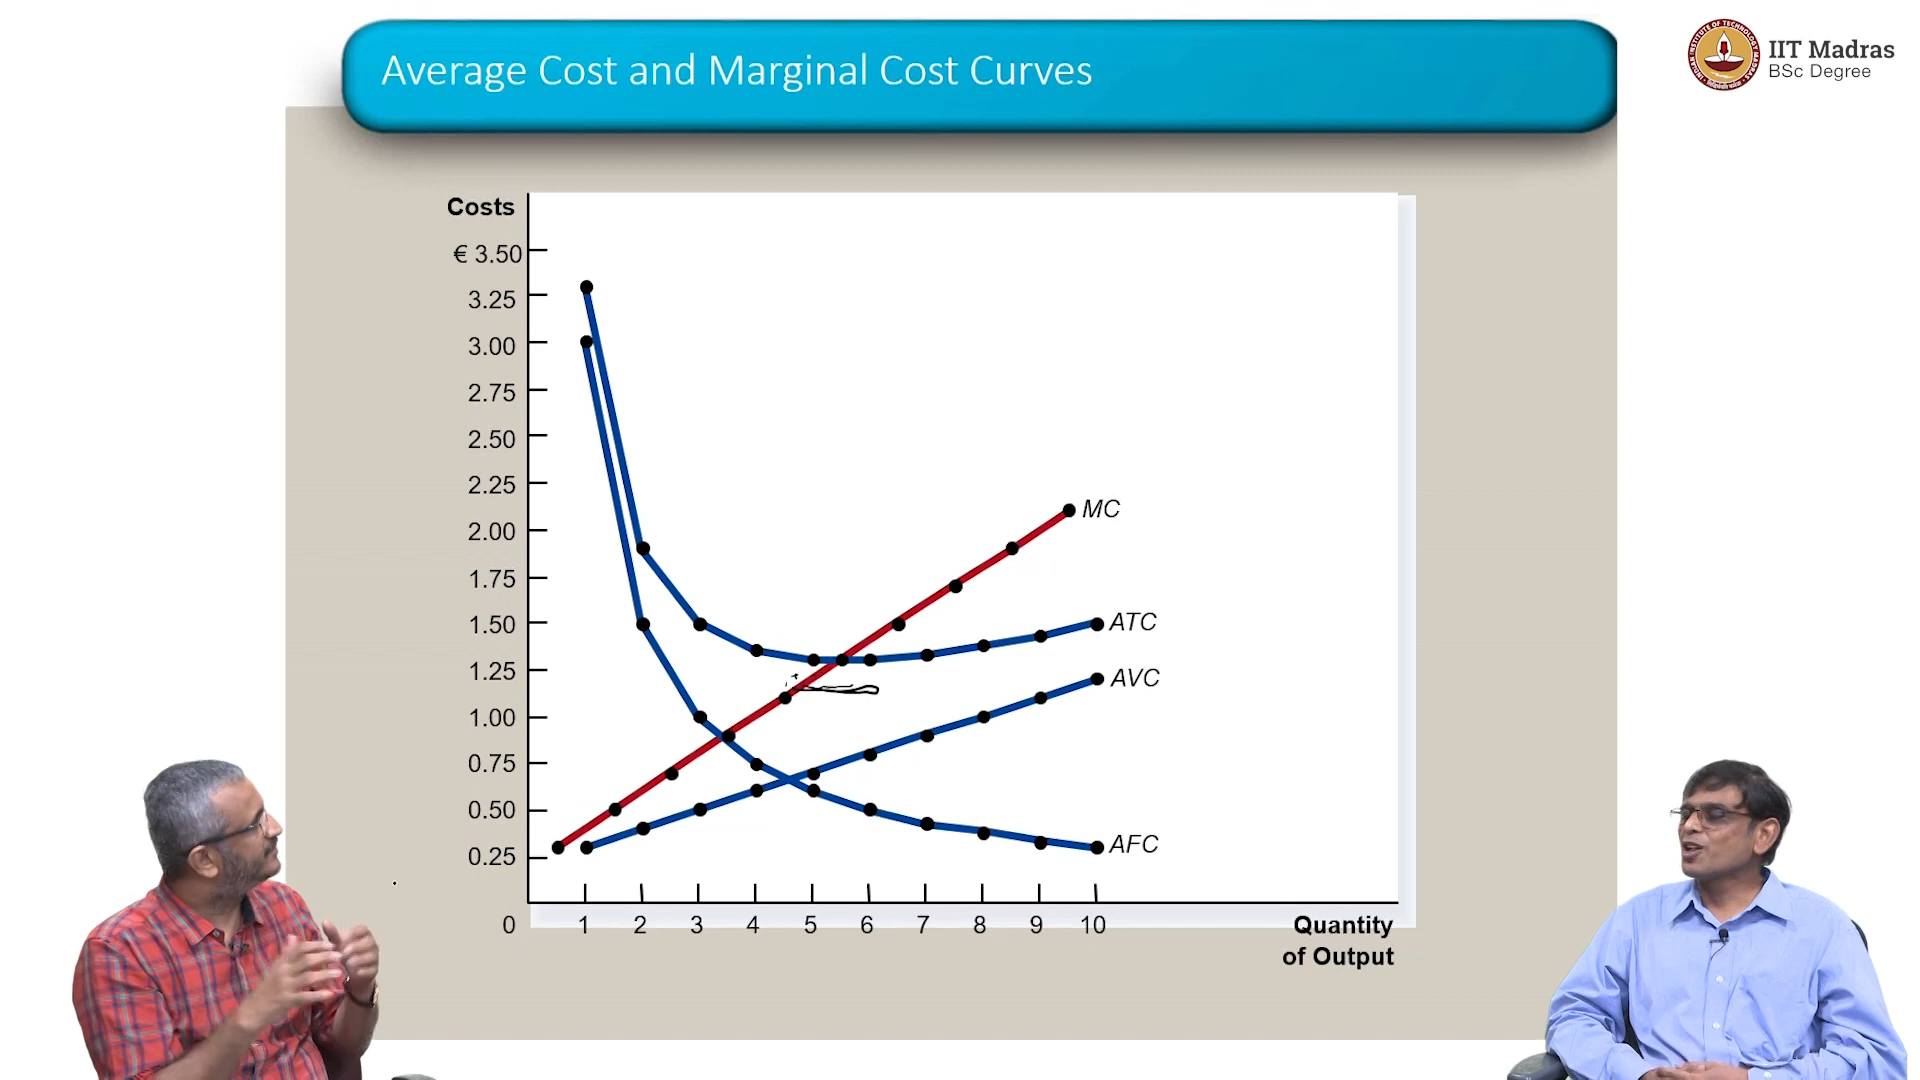 Average Cost and Marginal Cost Curves
IIT Madras
BSc Degree
Costs
€ 3.50
3.25
3.00
2.75
2.50
2.25
2.00
1.75
1.50
1.25
1.00
0.75
0.50
0.25
0
1 2 3 4 5 6 7 8 9 10
MC
ATC
AVC
AFC
Quantity
of Output